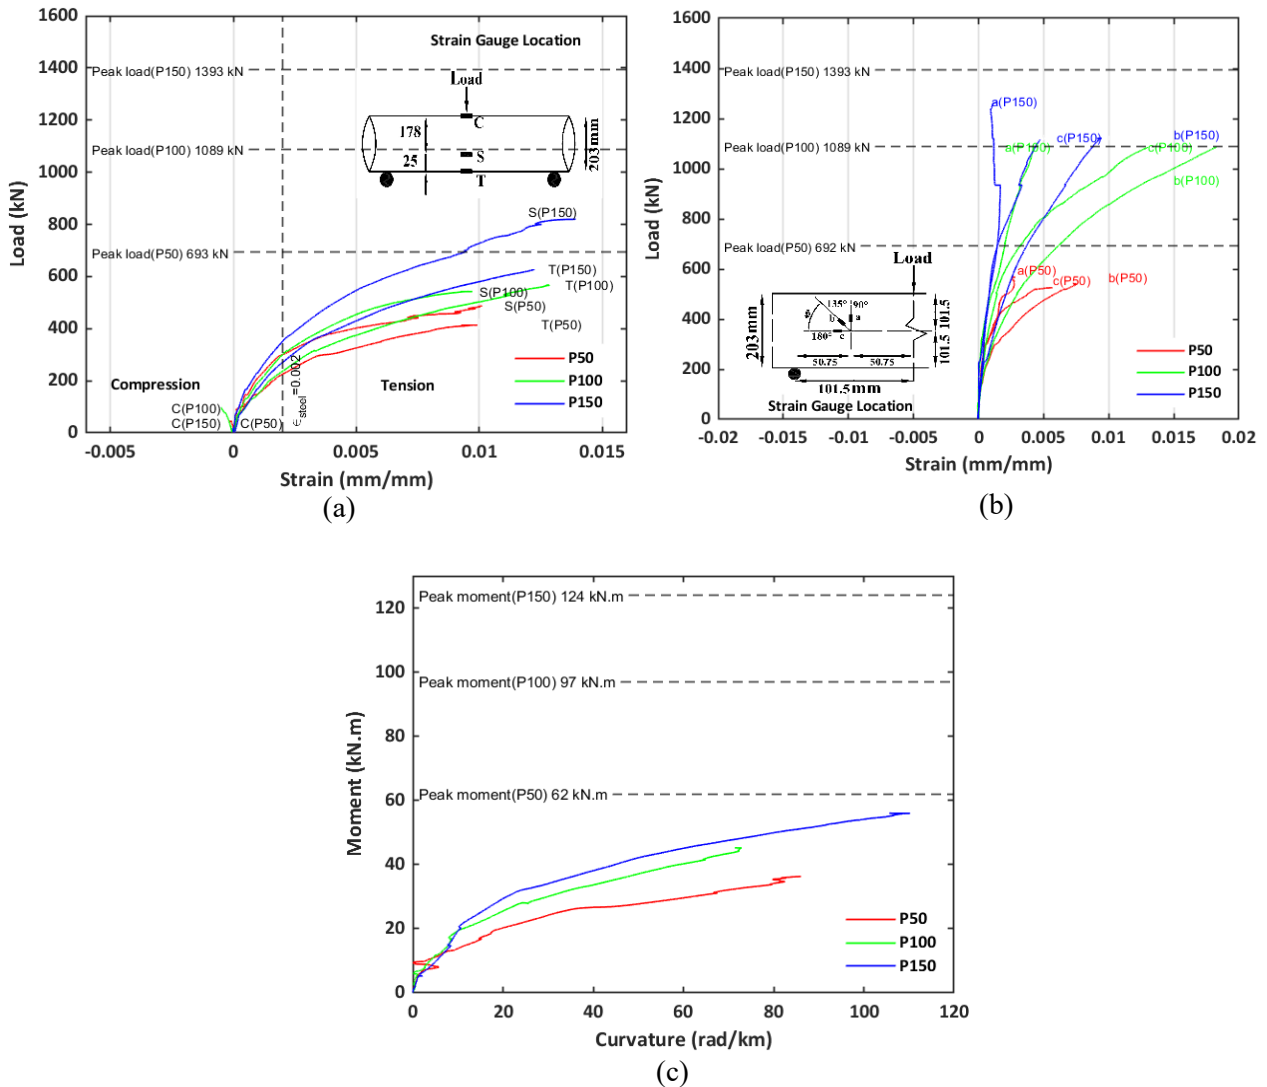 1600
1400
1200
1000
800
600
400
200
0
Load (kN)
Strain Gauge Location
Peak load(P150) 1393 kN
Load
C
178
203mm
Peak load(P100) 1089 kN
25
S
T
S(P150)
Peak load(P50) 693 kN
T(P150)
T(P100)
S(P100)
S(P50)
T(P50)
P50
P100
P150
Compression
Tension
ϵsteel=0.002
C(P100)
C(P150)
C(P50)
-0.005
0
0.005
0.01
0.015
Strain (mm/mm)
(a)
1600
1400
1200
1000
800
600
400
200
0
Load (kN)
Peak load(P150) 1393 kN
a(P150)
c(P150)
b(P150)
Peak load(P100) 1089 kN
a(P100)
c(P100)
b(P100)
Peak load(P50) 692 kN
a(P50)
c(P50)
b(P50)
Load
135°
90°
b
a
180°
c
203mm
101.5
101.5
50.75
50.75
101.5mm
Strain Gauge Location
P50
P100
P150
-0.02
-0.015
-0.01
-0.005
0
0.005
0.01
0.015
0.02
Strain (mm/mm)
(b)
120
100
80
60
40
20
0
Moment (kN.m)
Peak moment(P150) 124 kN.m
Peak moment(P100) 97 kN.m
Peak moment(P50) 62 kN.m
P50
P100
P150
0
20
40
60
80
100
120
Curvature (rad/km)
(c)